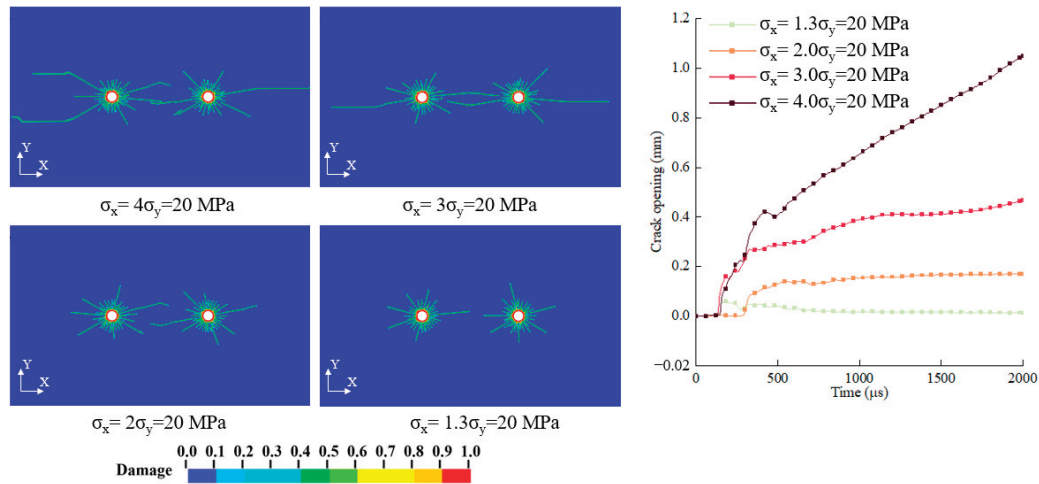 Y
X
σx= 4σy=20 MPa
Y
X
σx= 3σy=20 MPa
Y
X
σx= 2σy=20 MPa
Y
X
σx= 1.3σy=20 MPa
0.0 0.1 0.2 0.3 0.4 0.5 0.6 0.7 0.8 0.9 1.0
Damage
σx= 1.3σy=20 MPa
σx= 2.0σy=20 MPa
σx= 3.0σy=20 MPa
σx= 4.0σy=20 MPa
Crack opening (mm)
1.2
1.0
0.8
0.6
0.4
0.2
0.0
−0.02
0 500 1000 1500 2000
Time (μs)